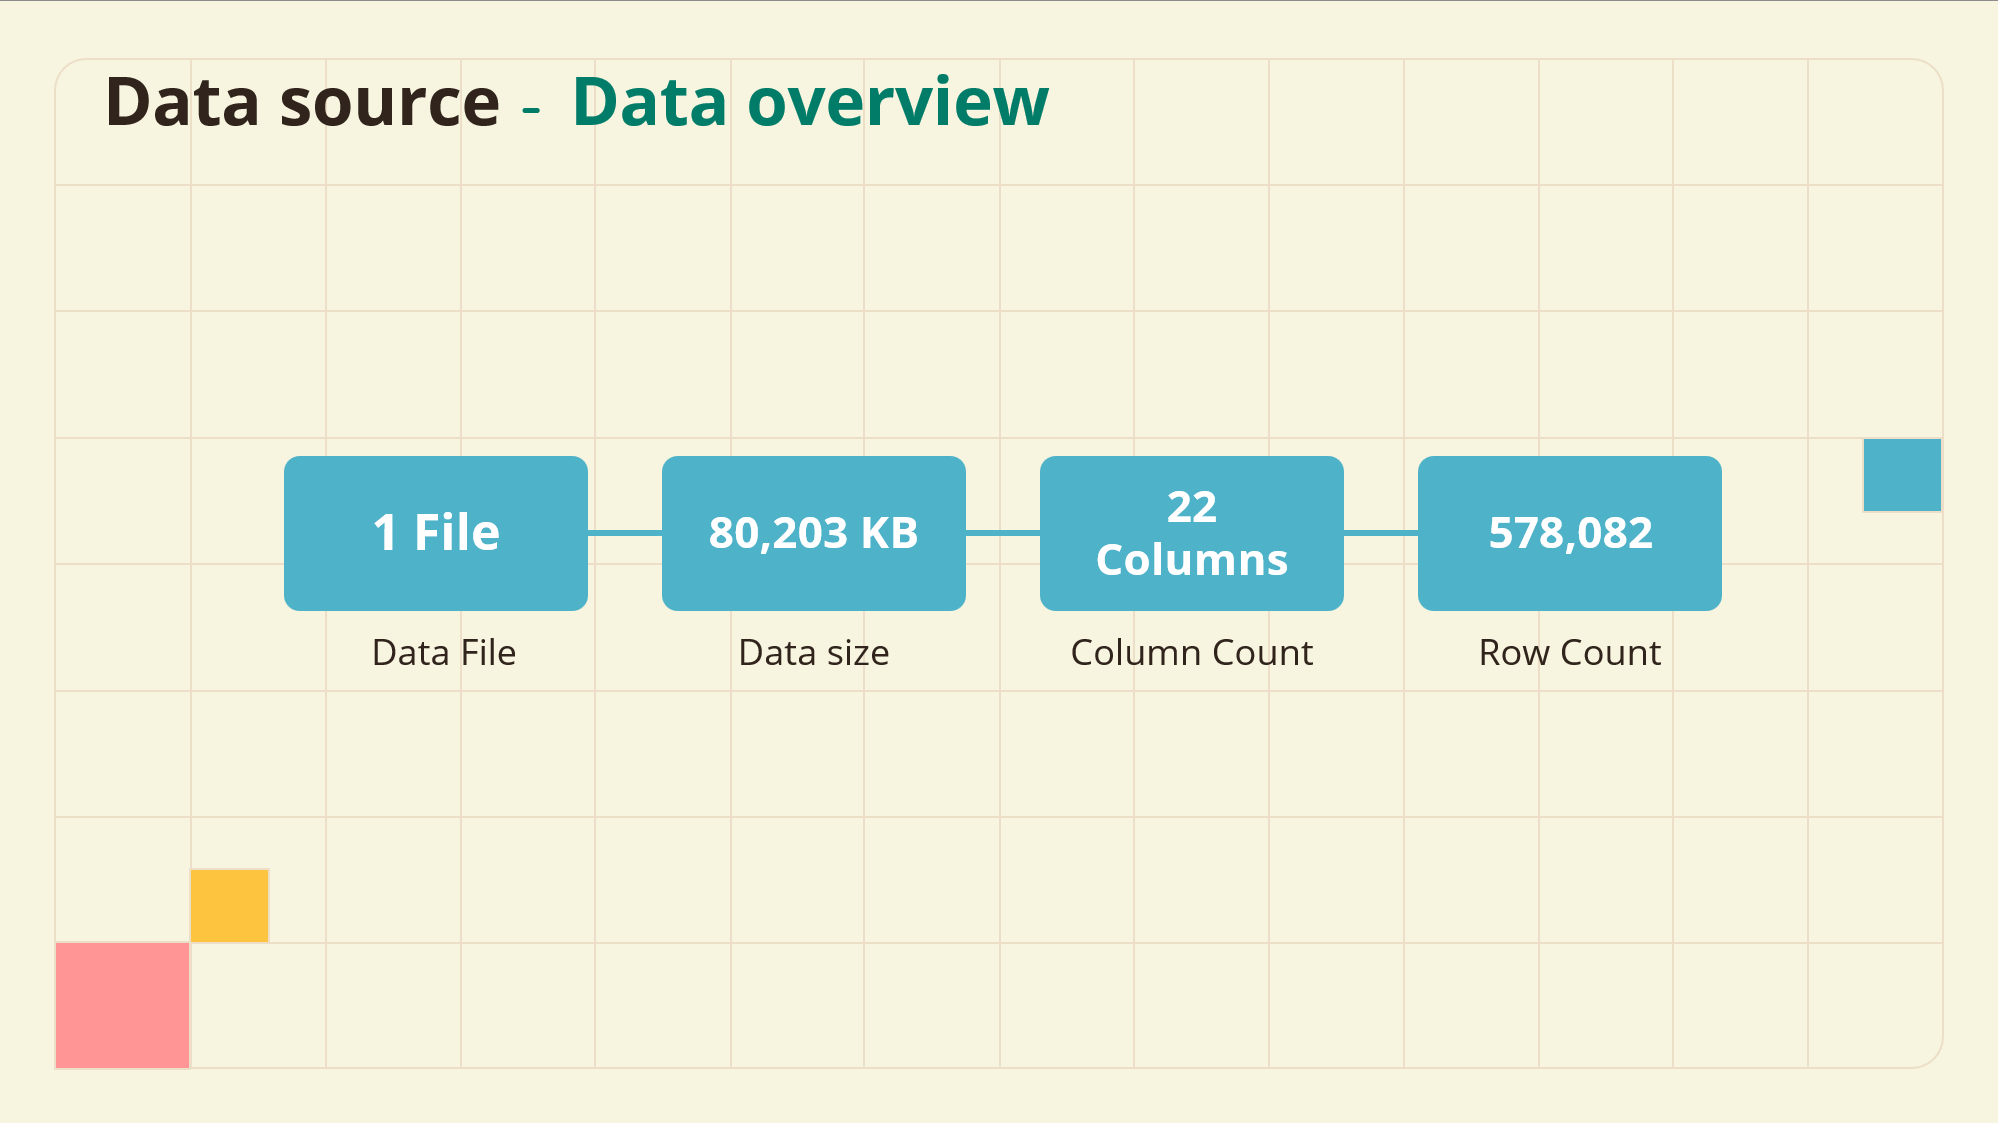 Data source - Data overview
1 File
80,203 KB
22
Columns
578,082
Data File
Data size
Column Count
Row Count